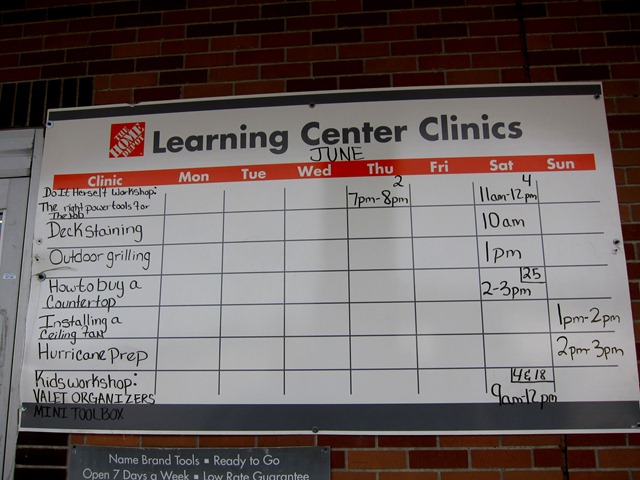 THE HOME DEPOT
Learning Center Clinics
JUNE
Clinic Mon Tue Wed Thu Fri Sat Sun
Do It Herself Workshop: 2 4
The right power tools for 7pm-8pm 11am-12pm
The Job
Deck staining 10am
Outdoor grilling 1pm
How to buy a 25
Countertop 2-3pm
Installing a 1pm-2pm
Ceiling fan
Hurricane Prep 2pm-3pm
Kids workshop: 4&18
VALET ORGANIZERS 9am-12pm
MINI TOOLBOX
Name Brand Tools ▪ Ready to Go
Open 7 Days a Week ▪ Low Rate Guarantee